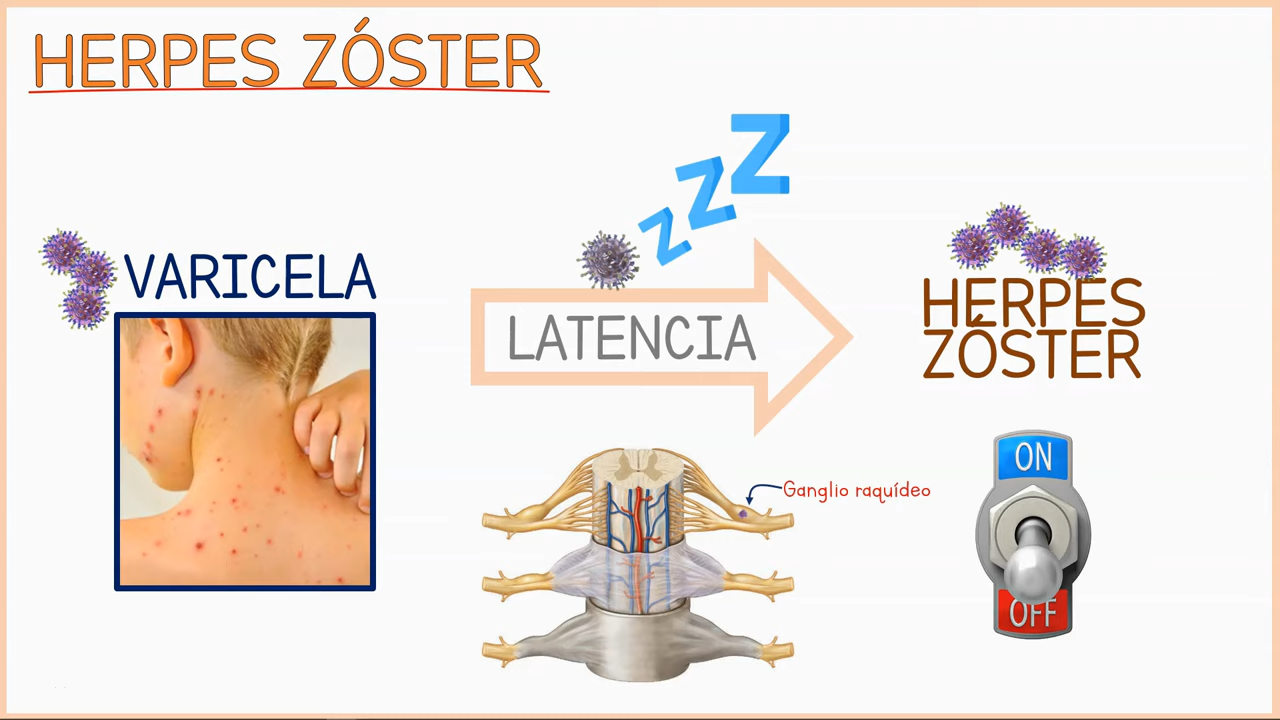 HERPES ZÓSTER
Z
Z
Z
VARICELA
LATENCIA
HERPES
ZÓSTER
Ganglio raquídeo
ON
OFF